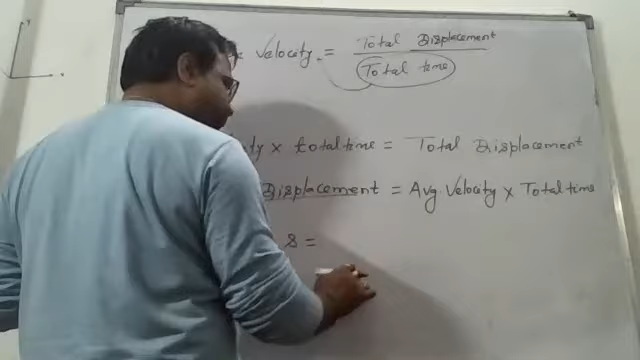 Velocity = Total Displacement
Total time
x total time = Total Displacement
Displacement = Avg Velocity x Total time
s =